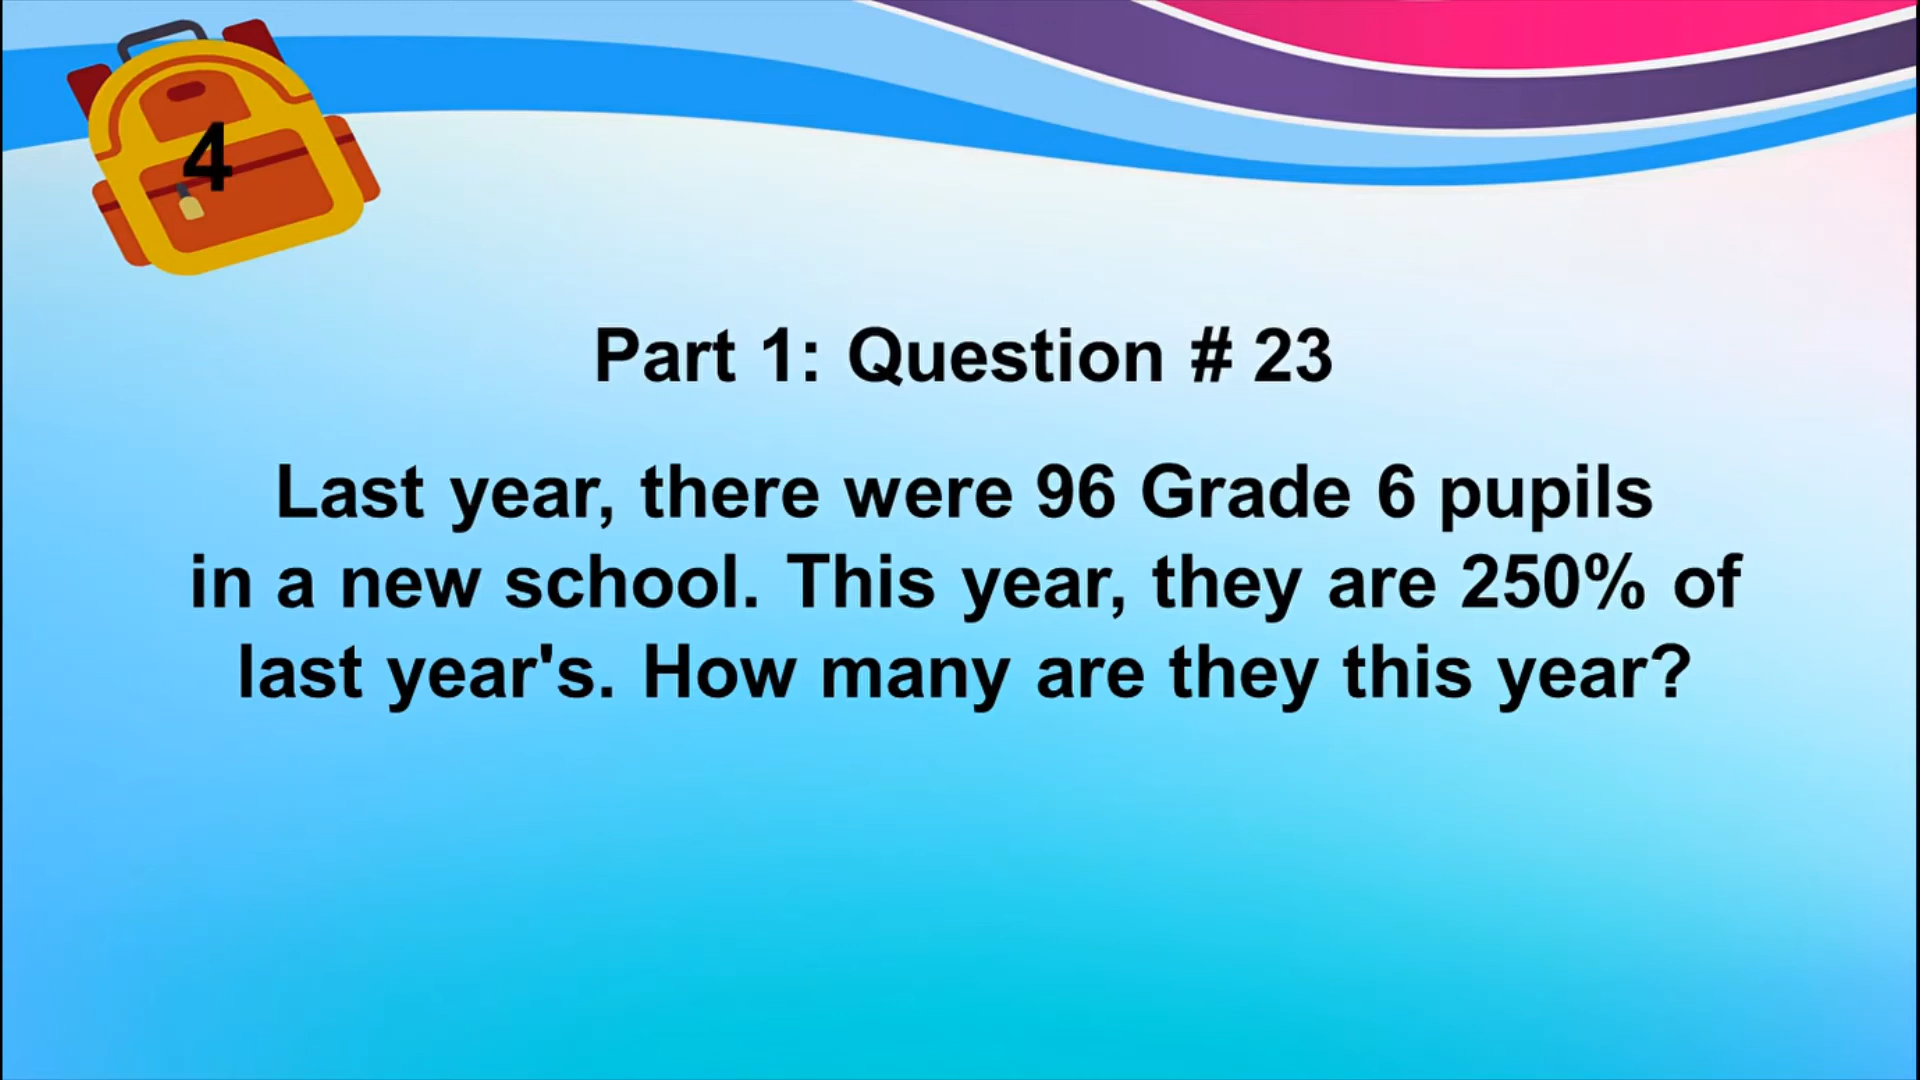 4
Part 1: Question # 23
Last year, there were 96 Grade 6 pupils
in a new school. This year, they are 250% of
last year's. How many are they this year?